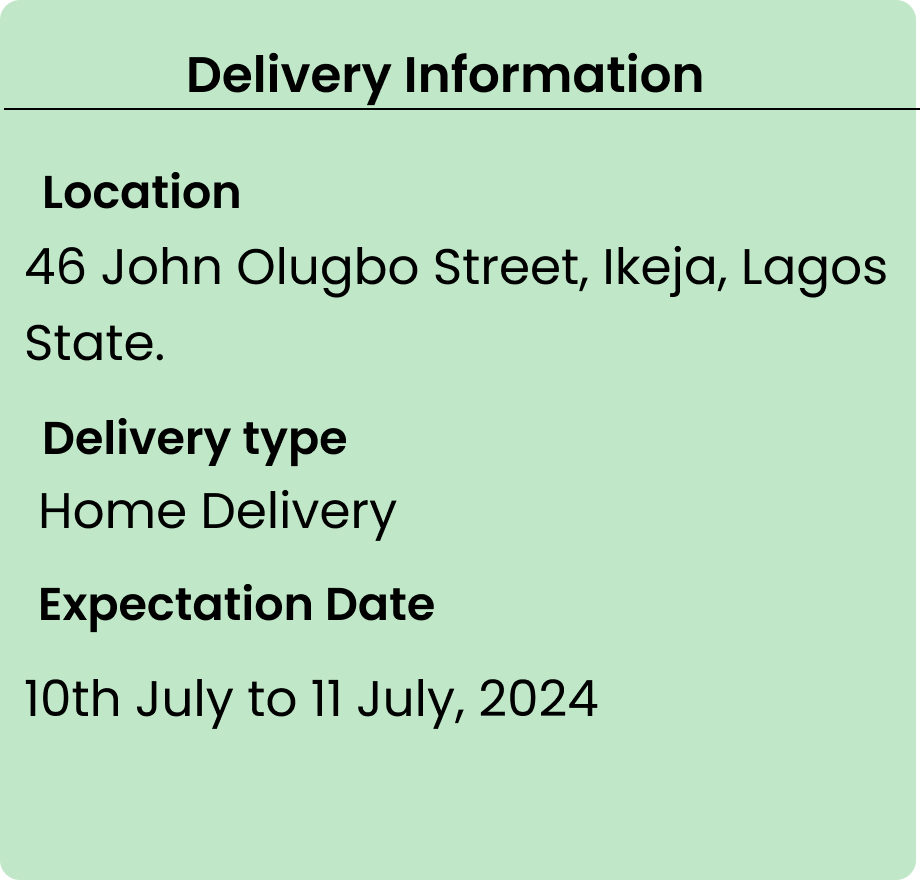 Delivery Information
Location
46 John Olugbo Street, Ikeja, Lagos
State.
Delivery type
Home Delivery
Expectation Date
10th July to 11 July, 2024